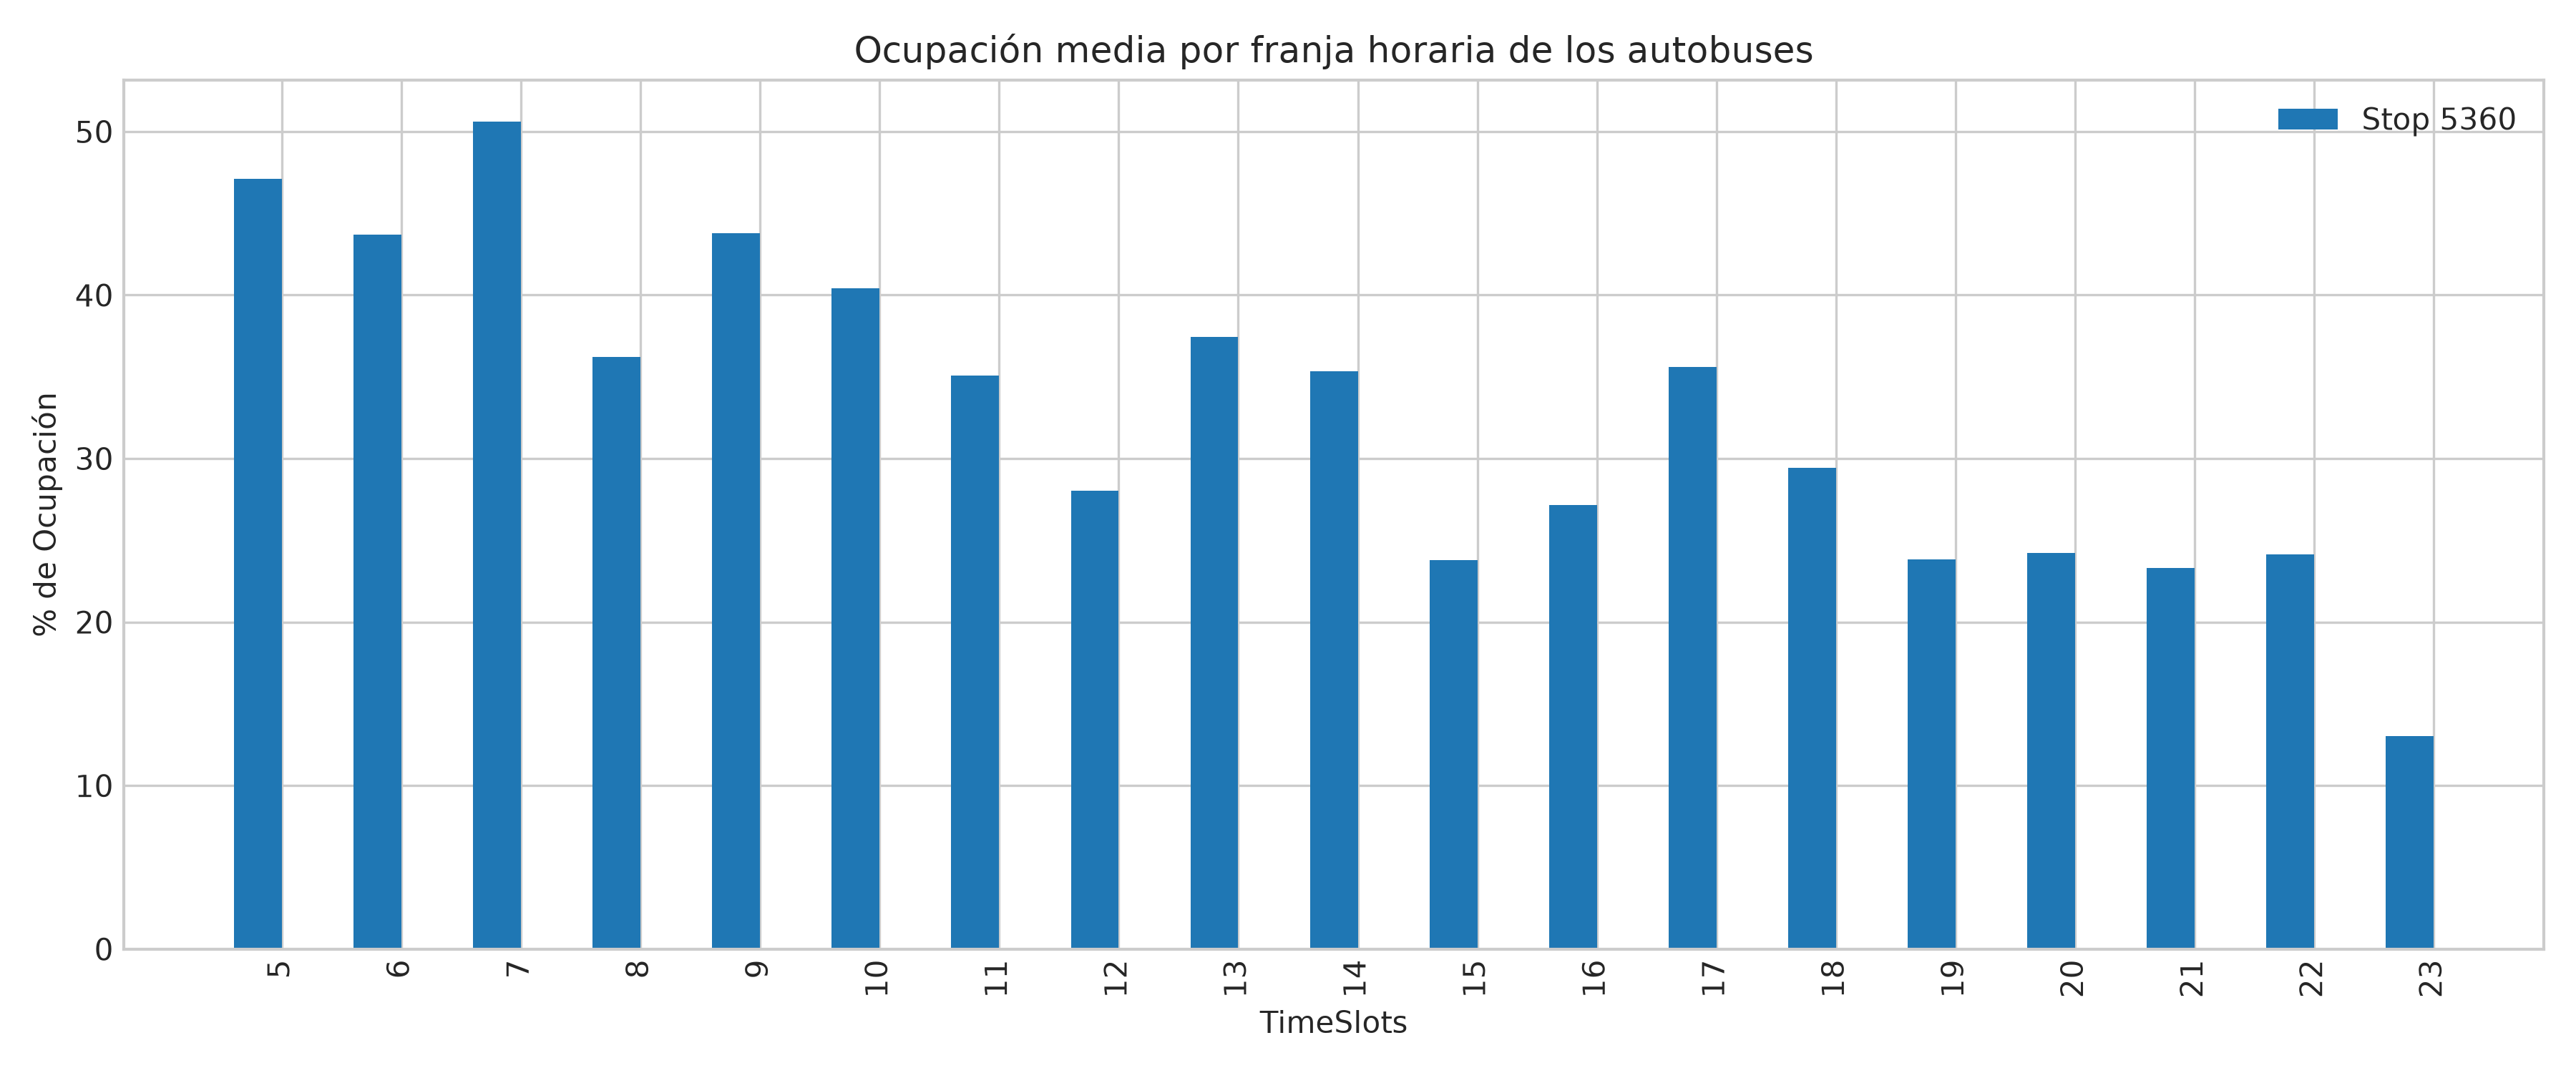 Ocupación media por franja horaria de los autobuses
Stop 5360
50
40
30
20
10
0
% de Ocupación
5 6 7 8 9 10 11 12 13 14 15 16 17 18 19 20 21 22 23
TimeSlots